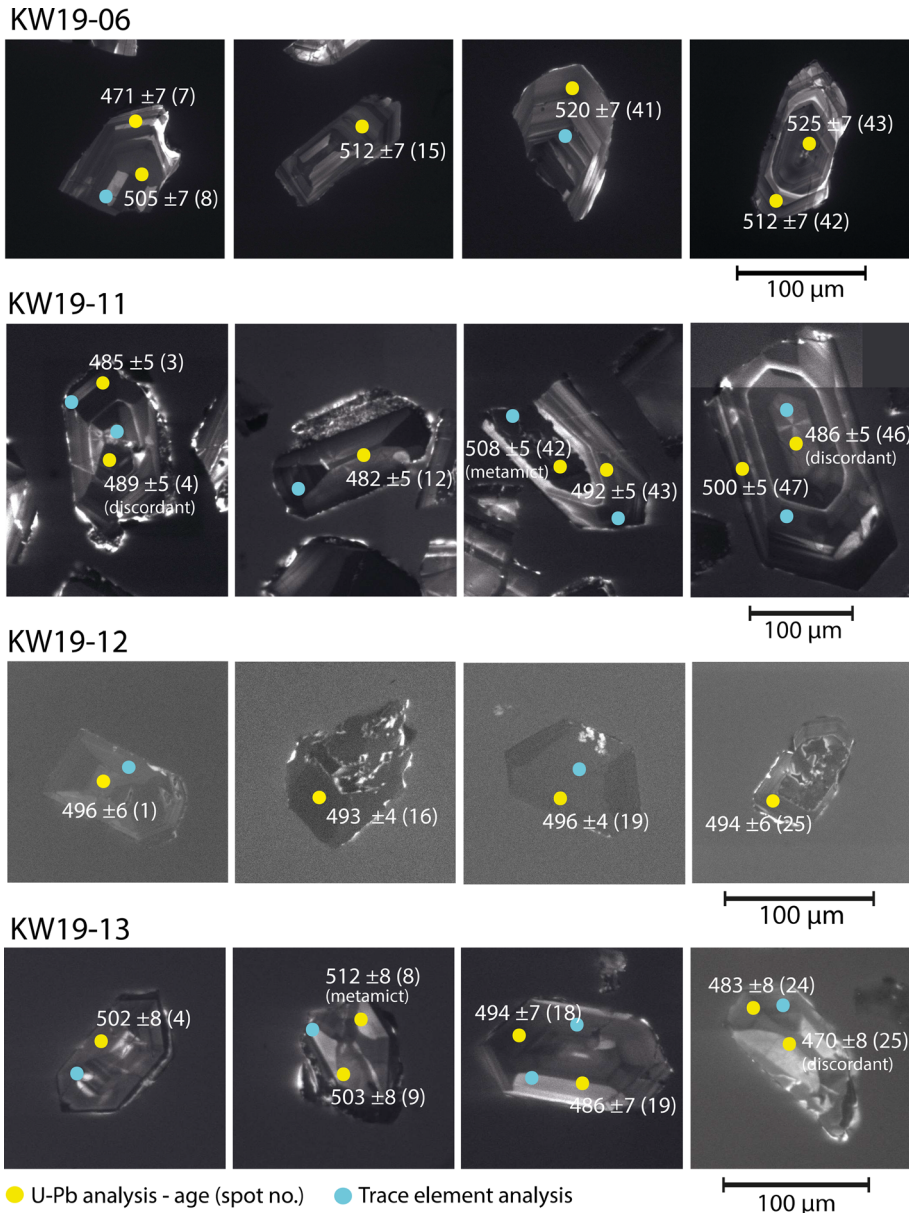 KW19-06
471 ±7 (7)
505 ±7 (8)
512 ±7 (15)
520 ±7 (41)
525 ±7 (43)
512 ±7 (42)
100 µm
KW19-11
485 ±5 (3)
489 ±5 (4)
(discordant)
482 ±5 (12)
508 ±5 (42)
(metamict)
492 ±5 (43)
486 ±5 (46)
(discordant)
500 ±5 (47)
100 µm
KW19-12
496 ±6 (1)
493 ±4 (16)
496 ±4 (19)
494 ±6 (25)
100 µm
KW19-13
502 ±8 (4)
512 ±8 (8)
(metamict)
503 ±8 (9)
494 ±7 (18)
486 ±7 (19)
483 ±8 (24)
470 ±8 (25)
(discordant)
100 µm
U-Pb analysis - age (spot no.)
Trace element analysis